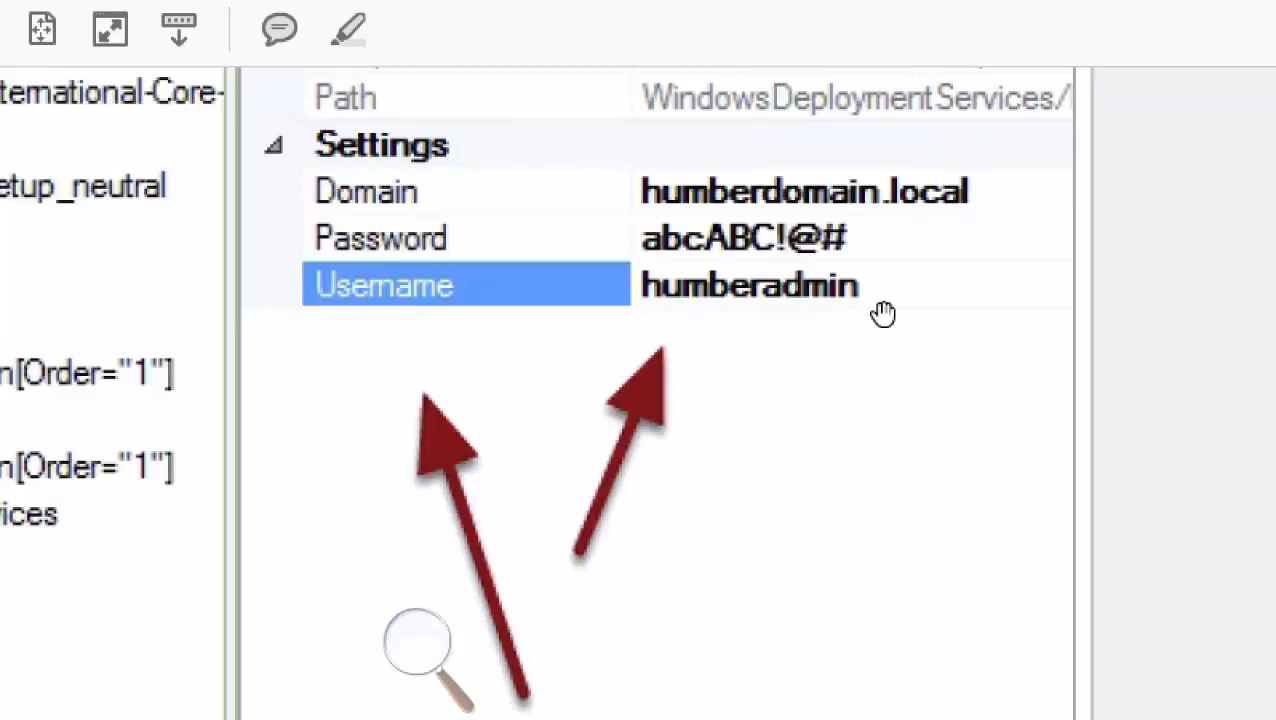 ternational-Core-
Path WindowsDeploymentServices/
Settings
etup_neutral
Domain humberdomain.local
Password abcABC!@#
Username humberadmin
n[Order="1"]
n[Order="1"]
ices